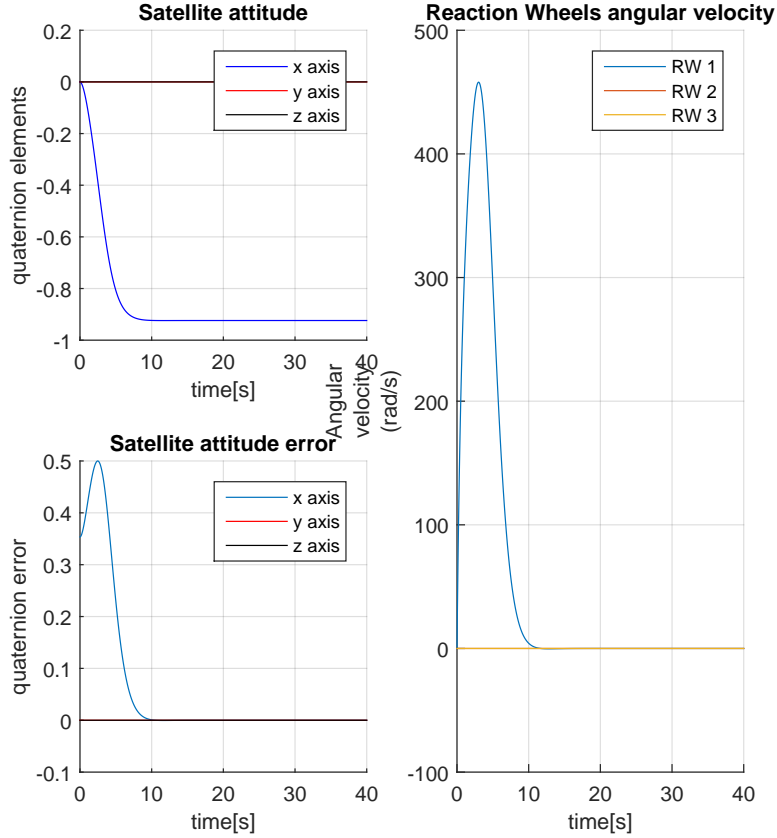 Satellite attitude
0.2
0
-0.2
-0.4
-0.6
-0.8
-1
quaternion elements
x axis
y axis
z axis
0 10 20 30 40
time[s]
Satellite attitude error
0.5
0.4
0.3
0.2
0.1
0
-0.1
quaternion error
x axis
y axis
z axis
0 10 20 30 40
time[s]
Reaction Wheels angular velocity
500
400
300
200
100
0
-100
Angular
velocity
(rad/s)
RW 1
RW 2
RW 3
0 10 20 30 40
time[s]